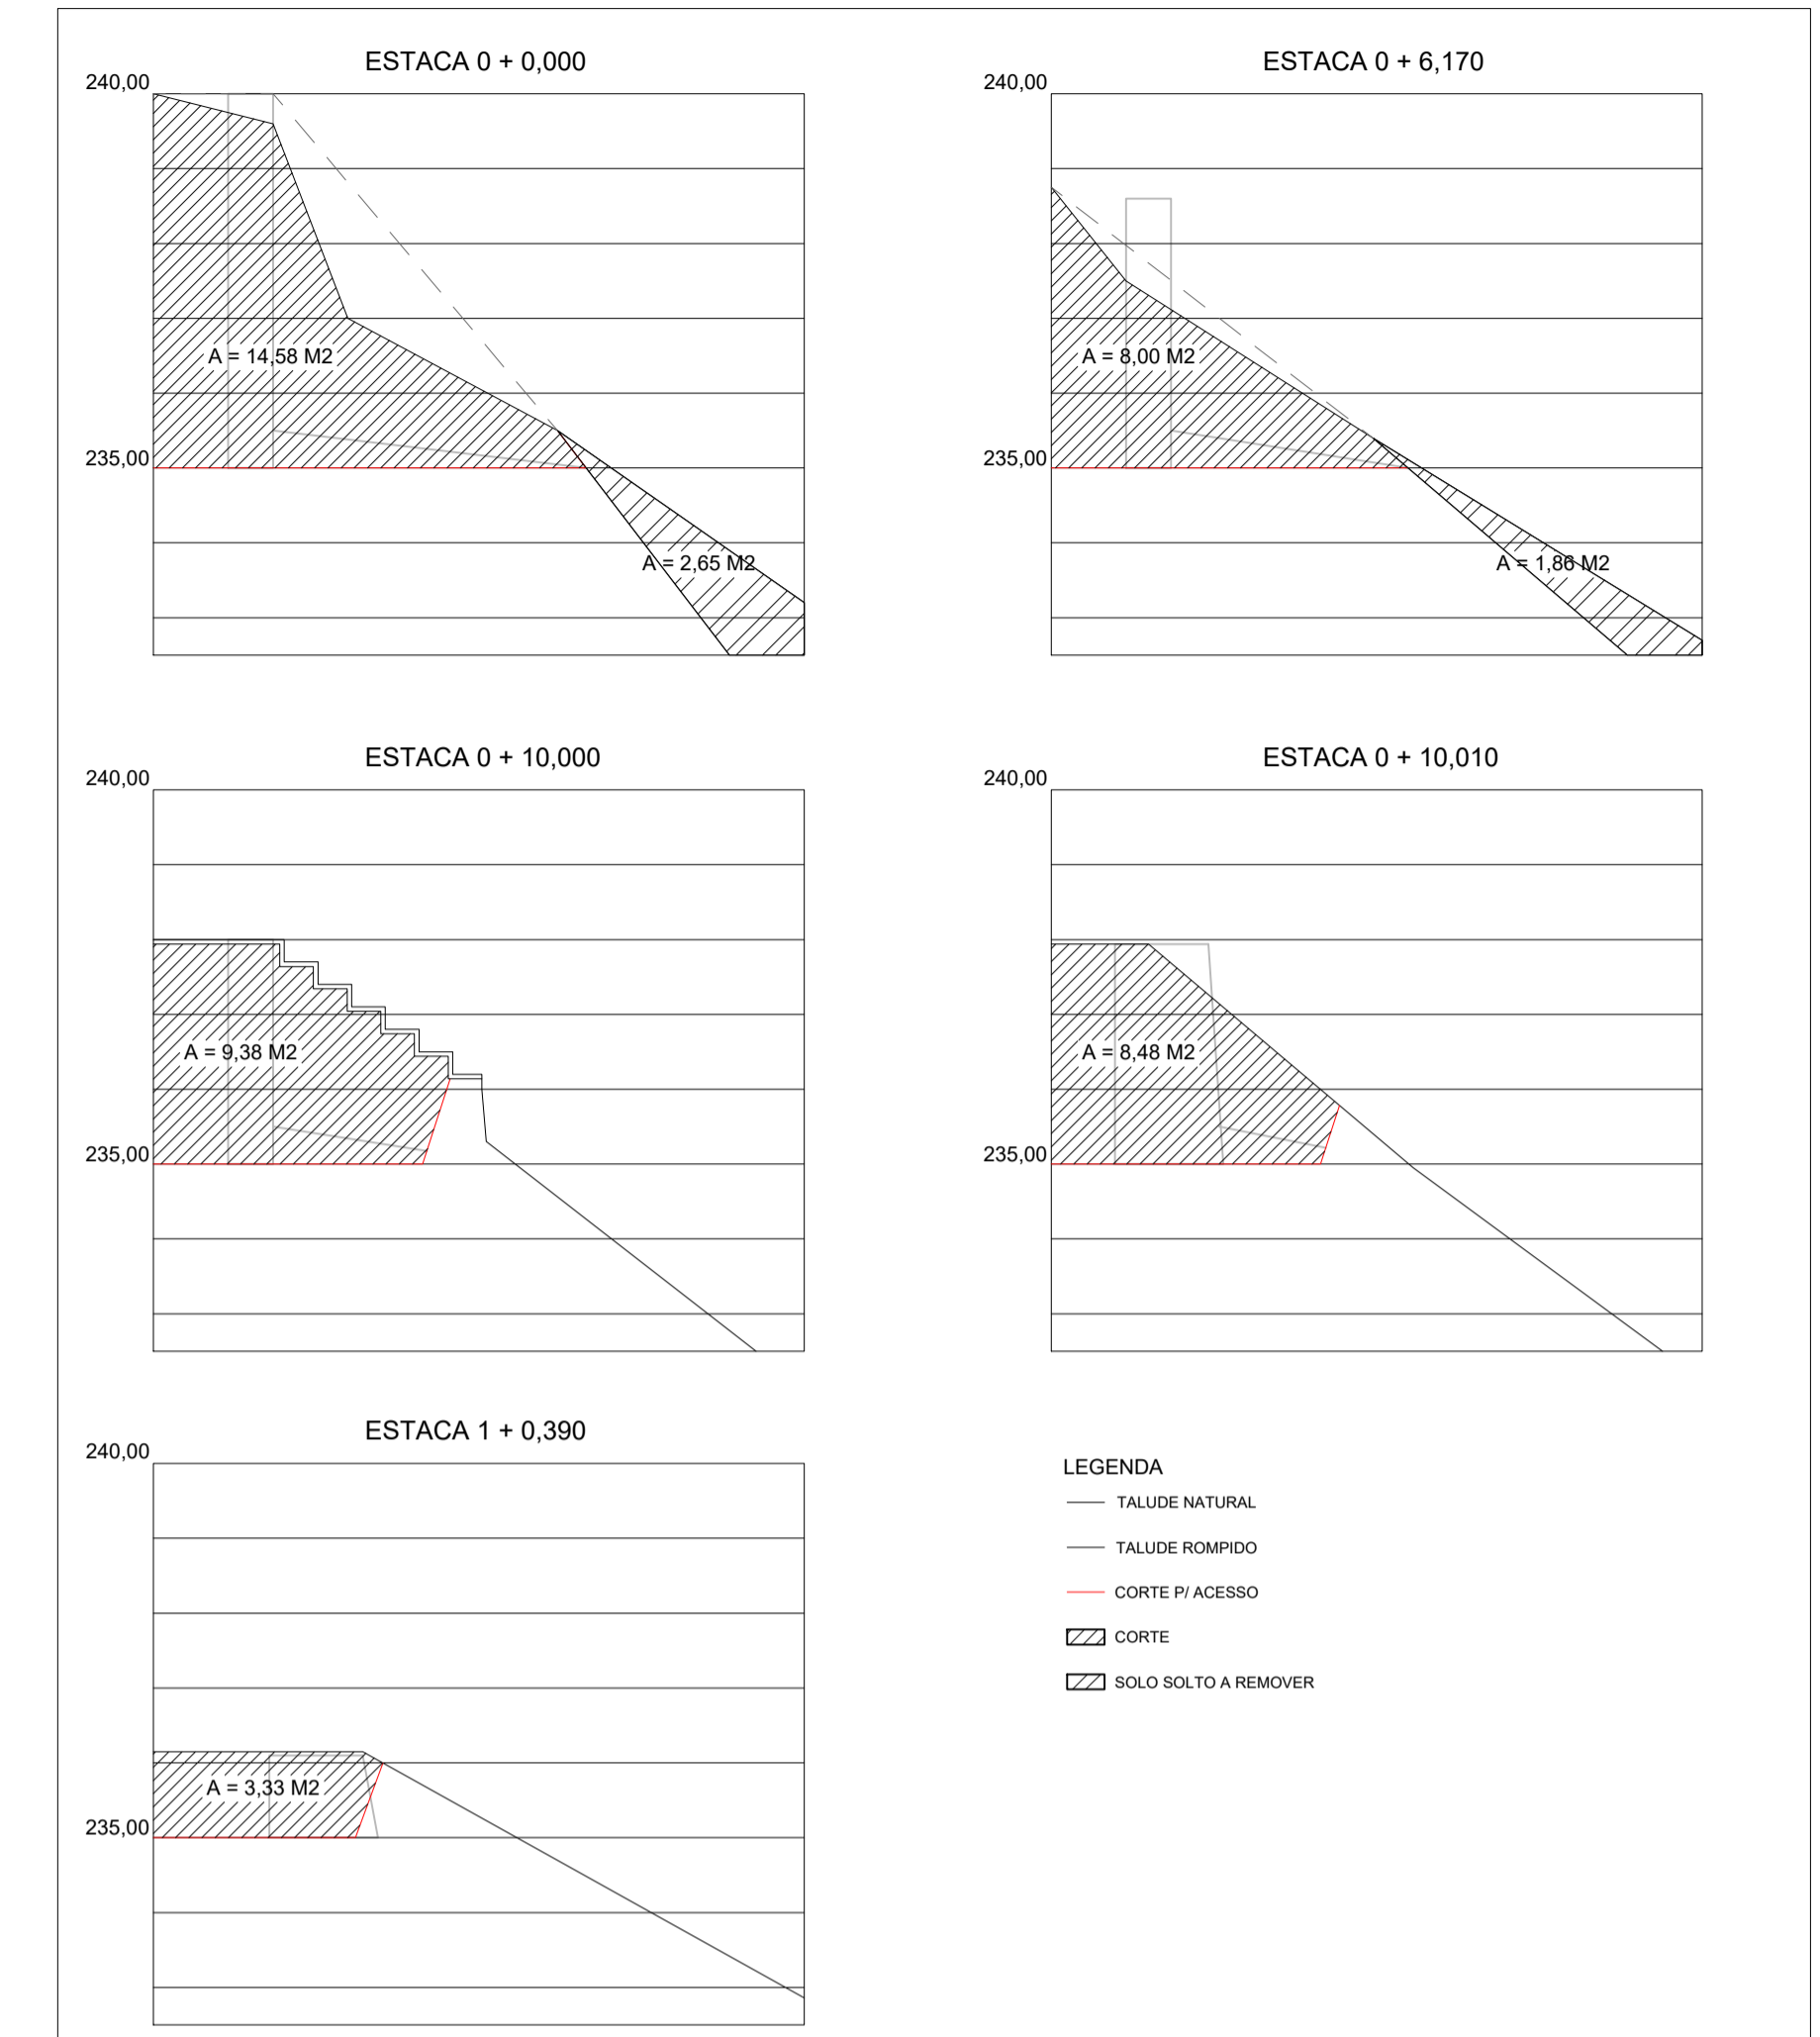 ESTACA 0 + 0,000
240,00
A = 14,58 M2
235,00
A = 2,65 M2
ESTACA 0 + 6,170
240,00
A = 8,00 M2
235,00
A = 1,86 M2
ESTACA 0 + 10,000
240,00
A = 9,38 M2
235,00
ESTACA 0 + 10,010
240,00
A = 8,48 M2
235,00
ESTACA 1 + 0,390
240,00
A = 3,33 M2
235,00
LEGENDA
TALUDE NATURAL
TALUDE ROMPIDO
CORTE P/ ACESSO
CORTE
SOLO SOLTO A REMOVER